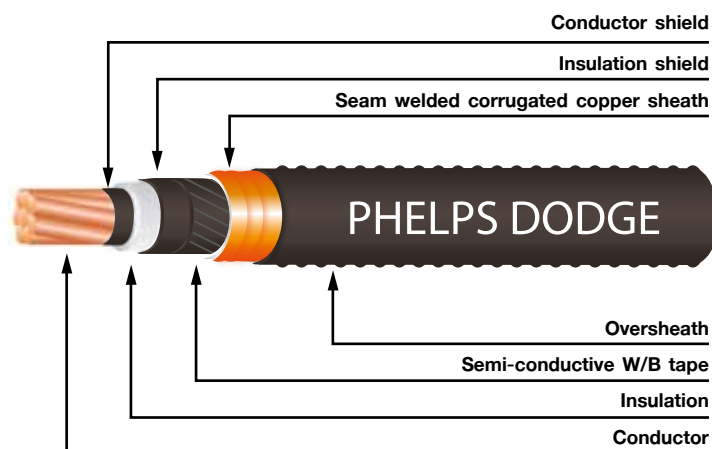 Conductor shield
Insulation shield
Seam welded corrugated copper sheath
PHELPS DODGE
Oversheath
Semi-conductive W/B tape
Insulation
Conductor